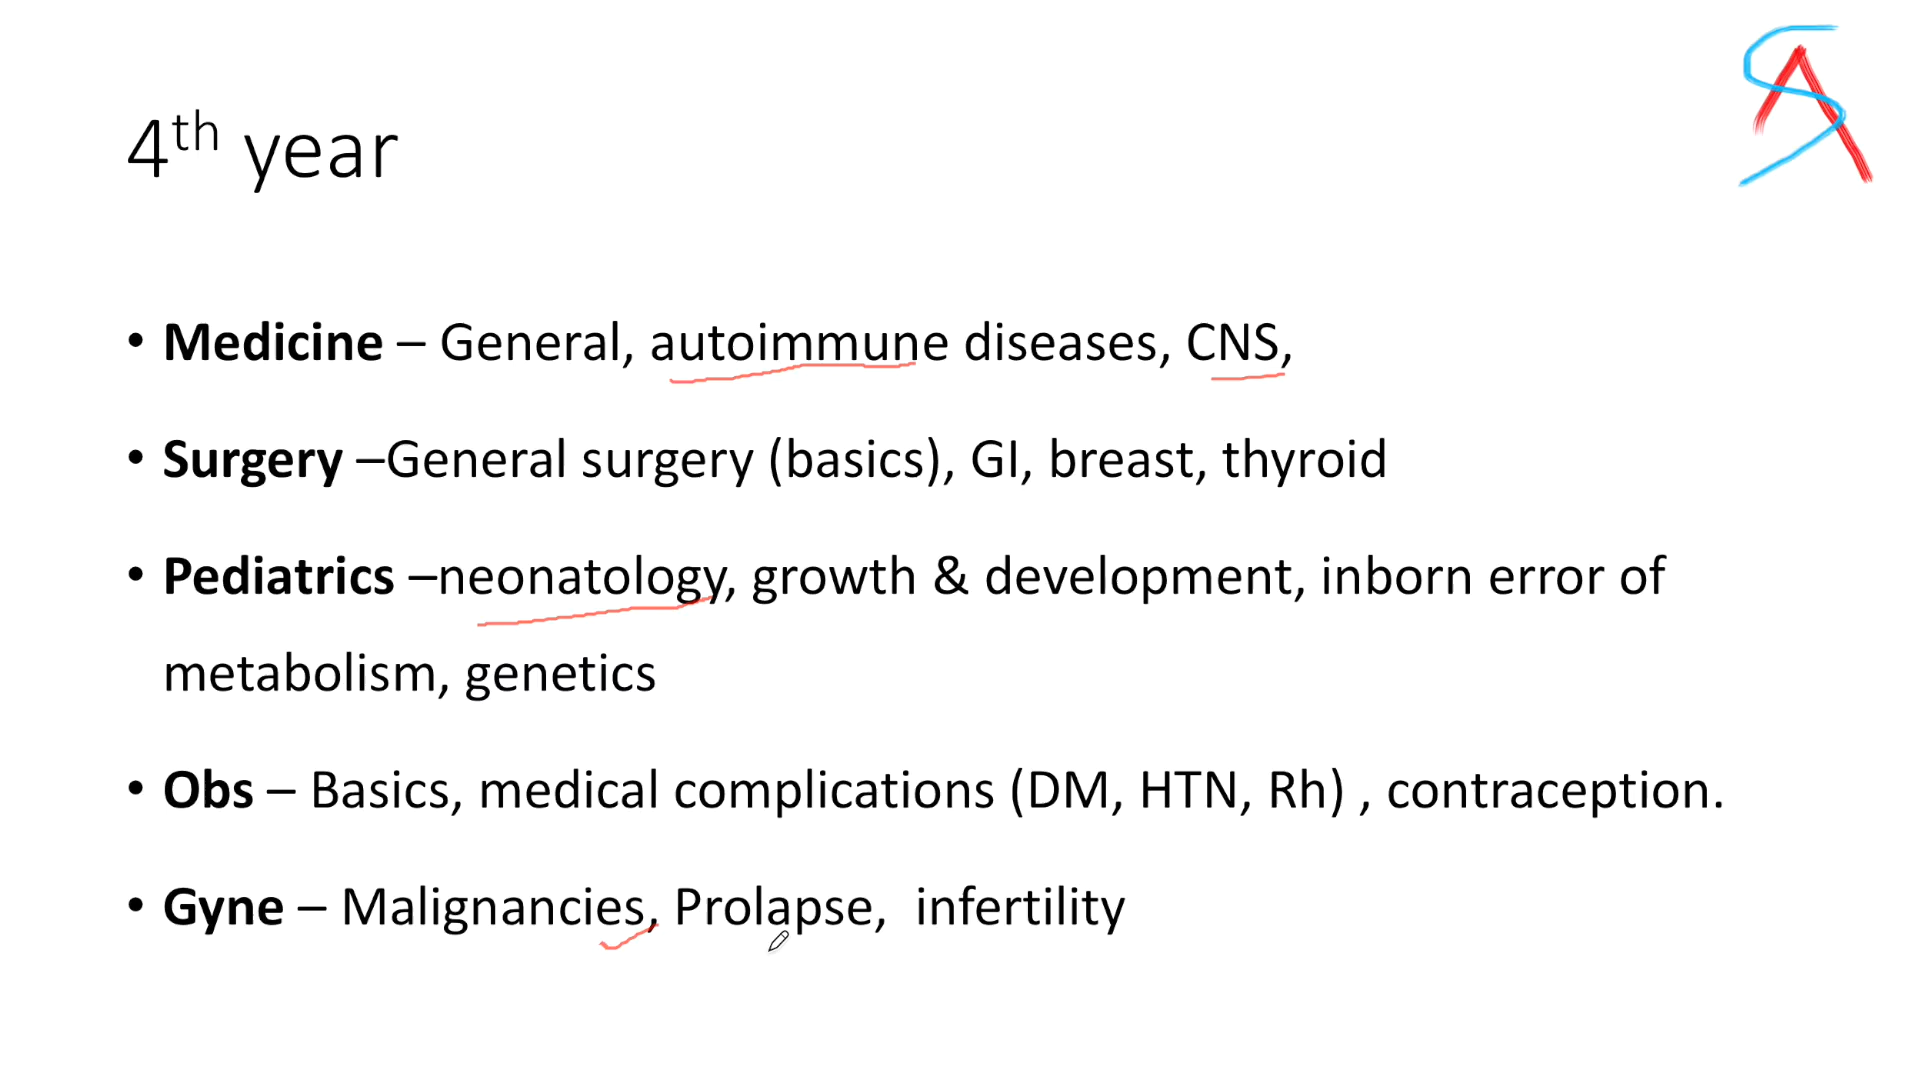 4th year
SA
• Medicine – General, autoimmune diseases, CNS,
• Surgery –General surgery (basics), GI, breast, thyroid
• Pediatrics –neonatology, growth & development, inborn error of
metabolism, genetics
• Obs – Basics, medical complications (DM, HTN, Rh) , contraception.
• Gyne – Malignancies, Prolapse,  infertility